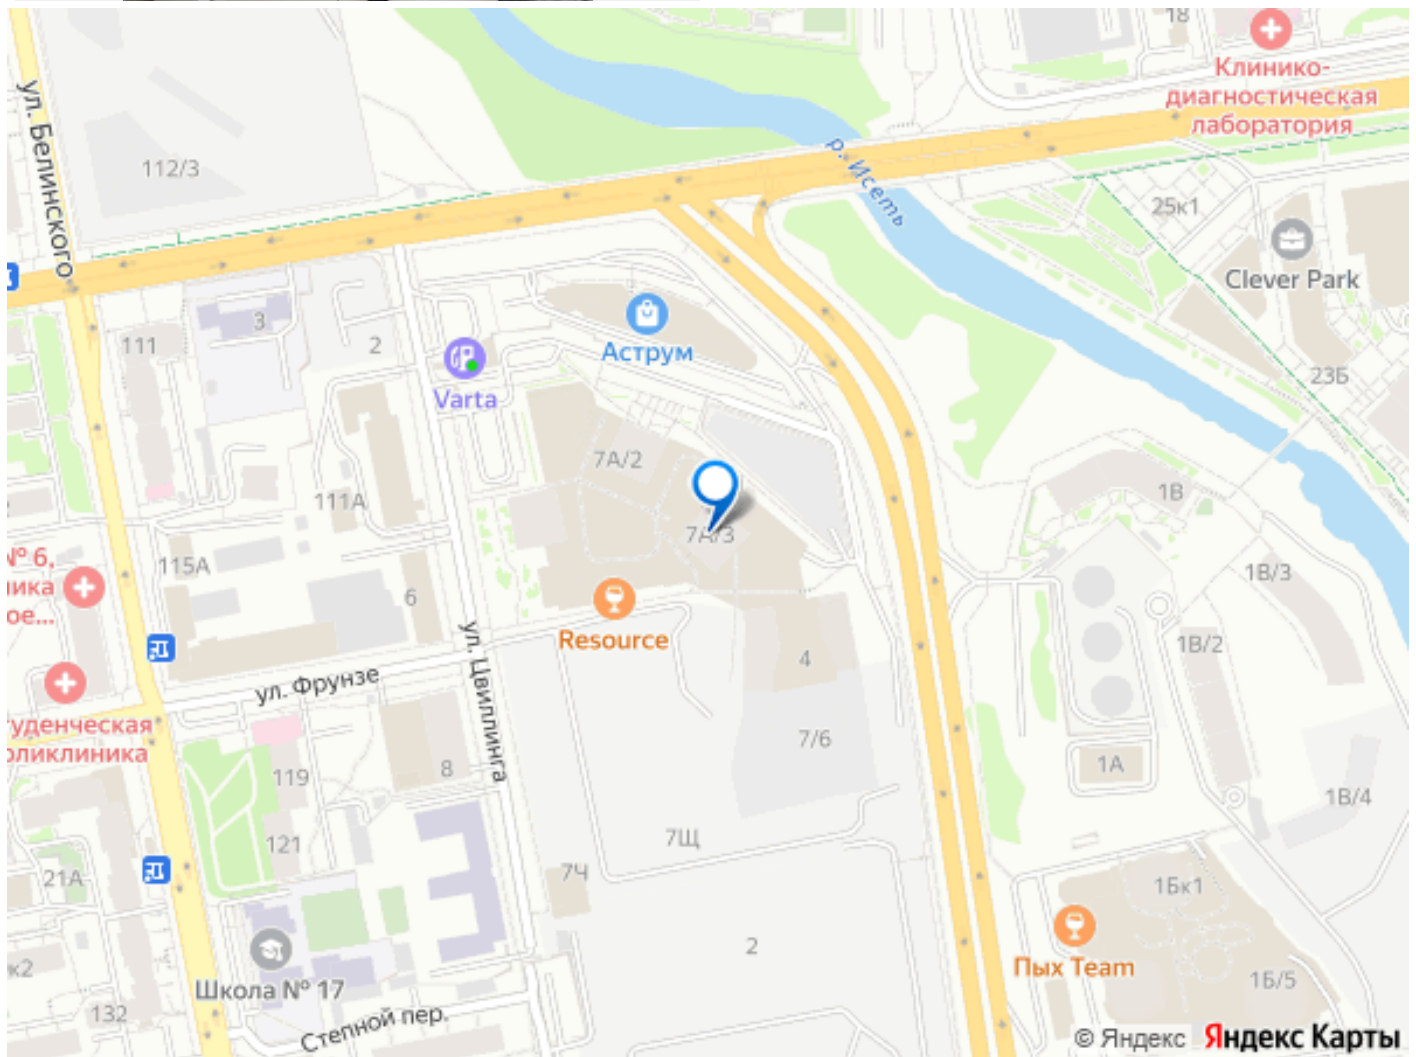 18
Клинико-
диагностическая
лаборатория
ул. Белинского
112/3
р. Исеть
25к1
Clever Park
3
2
111
Аструм
Varta
23Б
7А/2
111А
1В
7А/3
№ 6,
115А
6
1В/3
Resource
ул. Фрунзе
ул. Цвиллинга
4
1В/2
7/6
119
8
1А
1В/4
121
7Щ
7Ч
21А
1Бк1
2
Пых Team
Школа № 17
1Б/5
132
Степной пер.
© Яндекс Яндекс Карты